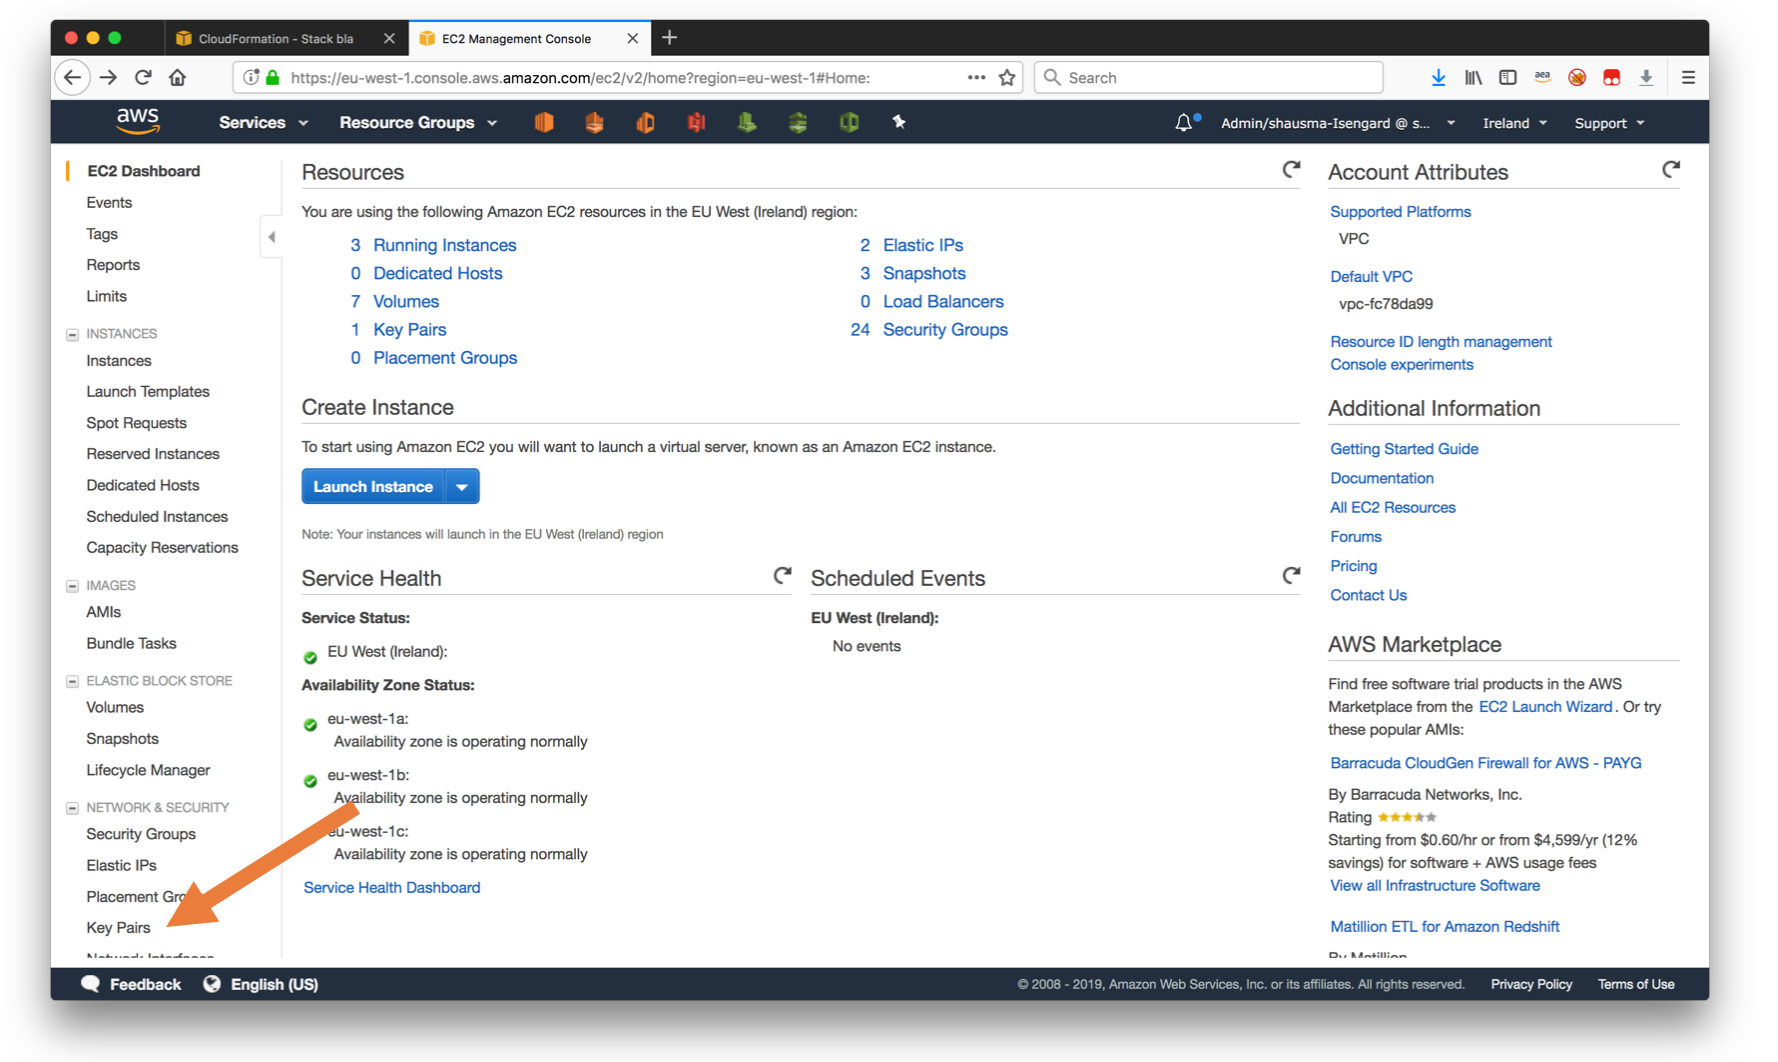 CloudFormation - Stack bla
EC2 Management Console
https://eu-west-1.console.aws.amazon.com/ec2/v2/home?region=eu-west-1#Home:
Search
aea
aws
Services
Resource Groups
Admin/shausma-Isengard @ s...
Ireland
Support
EC2 Dashboard
Events
Tags
Reports
Limits
INSTANCES
Instances
Launch Templates
Spot Requests
Reserved Instances
Dedicated Hosts
Scheduled Instances
Capacity Reservations
IMAGES
AMIs
Bundle Tasks
ELASTIC BLOCK STORE
Volumes
Snapshots
Lifecycle Manager
NETWORK & SECURITY
Security Groups
Elastic IPs
Placement Gro
Key Pairs
Network Interfaces
Resources
You are using the following Amazon EC2 resources in the EU West (Ireland) region:
3 Running Instances
0 Dedicated Hosts
7 Volumes
1 Key Pairs
0 Placement Groups
2 Elastic IPs
3 Snapshots
0 Load Balancers
24 Security Groups
Create Instance
To start using Amazon EC2 you will want to launch a virtual server, known as an Amazon EC2 instance.
Launch Instance
Note: Your instances will launch in the EU West (Ireland) region
Service Health
Service Status:
EU West (Ireland):
Availability Zone Status:
eu-west-1a:
Availability zone is operating normally
eu-west-1b:
Availability zone is operating normally
eu-west-1c:
Availability zone is operating normally
Service Health Dashboard
Scheduled Events
EU West (Ireland):
No events
Account Attributes
Supported Platforms
VPC
Default VPC
vpc-fc78da99
Resource ID length management
Console experiments
Additional Information
Getting Started Guide
Documentation
All EC2 Resources
Forums
Pricing
Contact Us
AWS Marketplace
Find free software trial products in the AWS
Marketplace from the EC2 Launch Wizard. Or try
these popular AMIs:
Barracuda CloudGen Firewall for AWS - PAYG
By Barracuda Networks, Inc.
Rating
Starting from $0.60/hr or from $4,599/yr (12%
savings) for software + AWS usage fees
View all Infrastructure Software
Matillion ETL for Amazon Redshift
By Matillion
Feedback
English (US)
© 2008 - 2019, Amazon Web Services, Inc. or its affiliates. All rights reserved.
Privacy Policy
Terms of Use